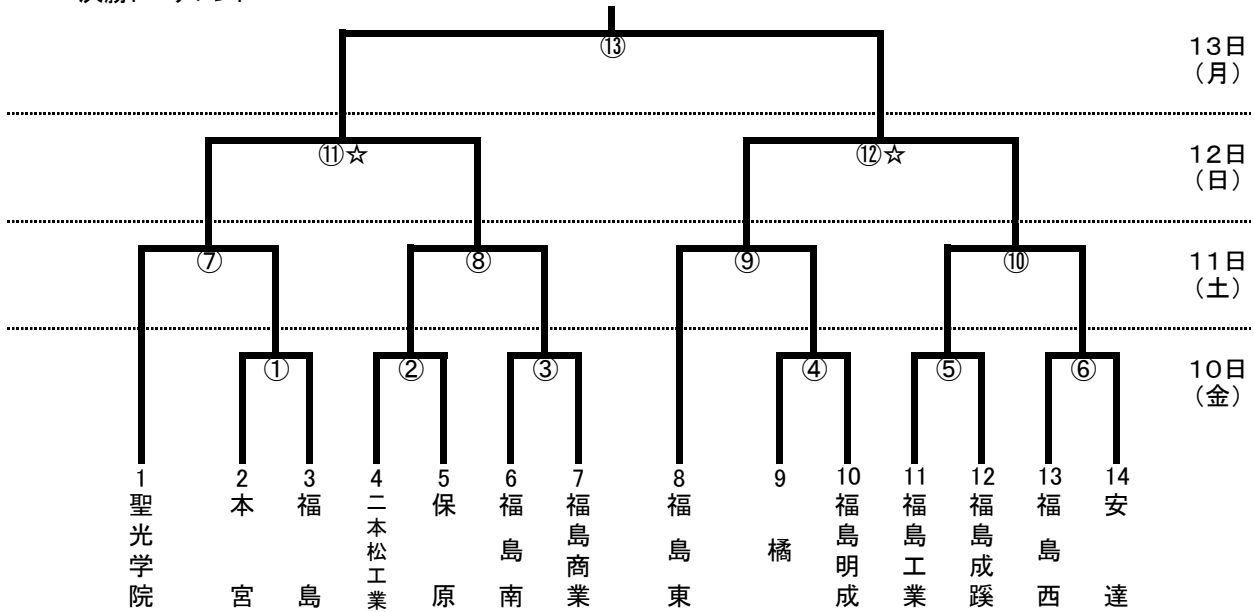 ⑬
13日
(月)
⑪☆
⑫☆
12日
(日)
⑦
⑧
⑨
⑩
11日
(土)
①
②
③
④
⑤
⑥
10日
(金)
1
2
3
4
5
6
7
8
9
10
11
12
13
14
聖光学院
本宮
福島
二本松工業
保原
福島南
福島商業
福島東
橘
福島明成
福島工業
福島成蹊
福島西
安達